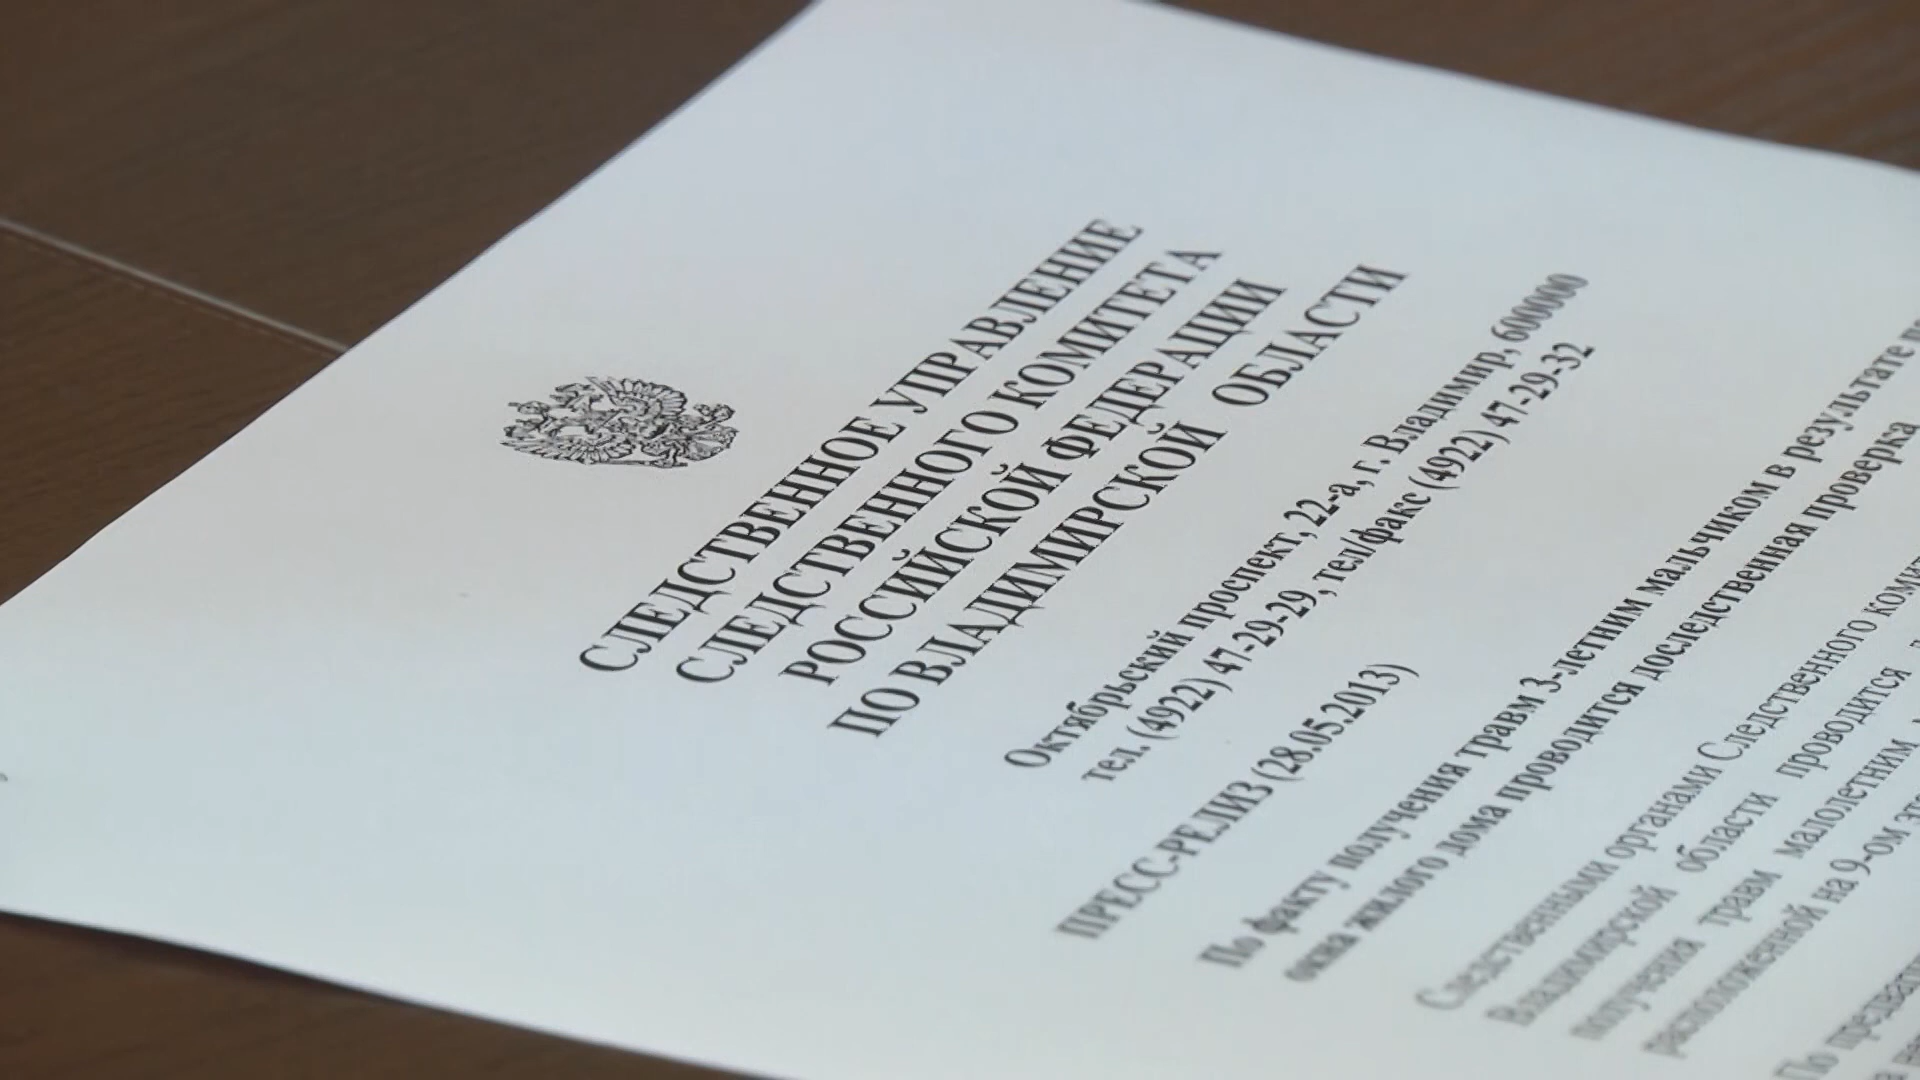 СЛЕДСТВЕННОЕ УПРАВЛЕНИЕ
СЛЕДСТВЕННОГО КОМИТЕТА
РОССИЙСКОЙ ФЕДЕРАЦИИ
ПО ВЛАДИМИРСКОЙ ОБЛАСТИ
Октябрьский проспект, 22-а, г. Владимир, 600000
тел. (4922) 47-29-29, тел/факс (4922) 47-29-32
ПРЕСС-РЕЛИЗ (28.05.2013)
По факту получения травм 3-летним мальчиком в результате
окна жилого дома проводится доследственная проверка
Следственными органами Следственного
Владимирской области проводится
получения травм малолетним
расположенной на 9-ом
По